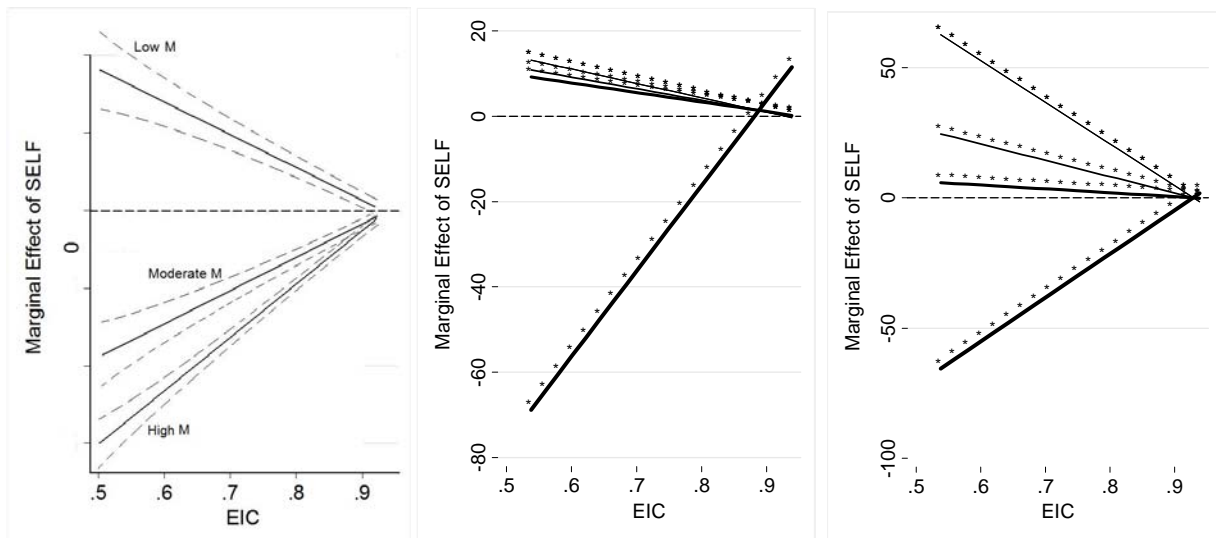 Marginal Effect of SELF
0
Low M
Moderate M
High M
.5 .6 .7 .8 .9
EIC
Marginal Effect of SELF
20
0
-20
-40
-60
-80
.5 .6 .7 .8 .9
EIC
Marginal Effect of SELF
50
0
-50
-100
.5 .6 .7 .8 .9
EIC